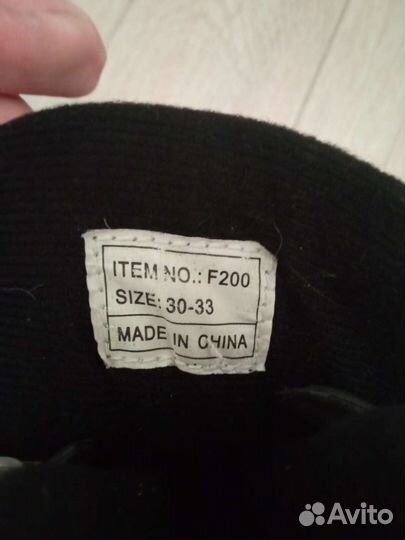 ITEM NO.: F200
SIZE: 30-33
MADE IN CHINA
Avito